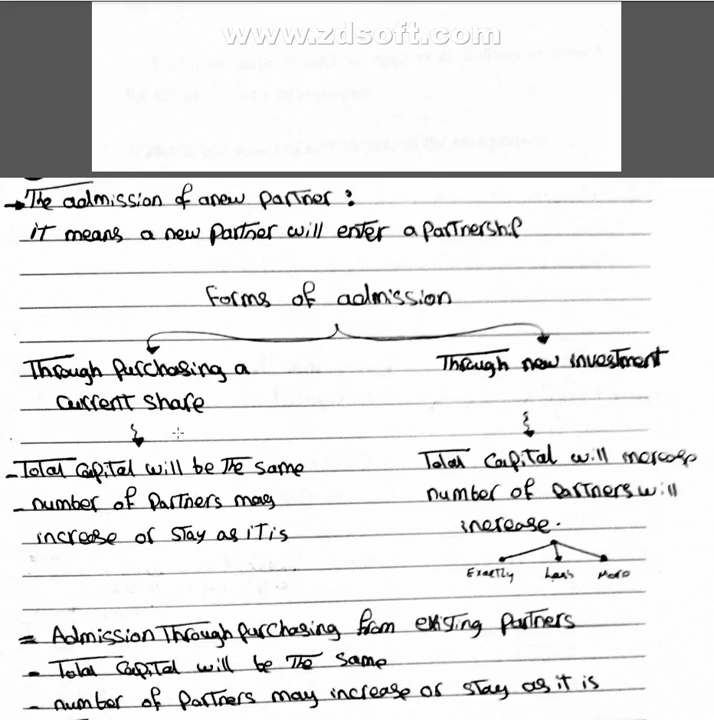 www.zdsoft.com
→ The admission of a new partner :
it means a new partner will enter a partnership
Forms of admission
Through purchasing a
current share
Through new investment
- Total capital will be the same
- number of partners may
increase or stay as it is
Total capital will increase
number of partners will
increase.
Exactly Less More
= Admission Through purchasing from existing partners
- Total capital will be the same
- number of partners may increase or stay as it is